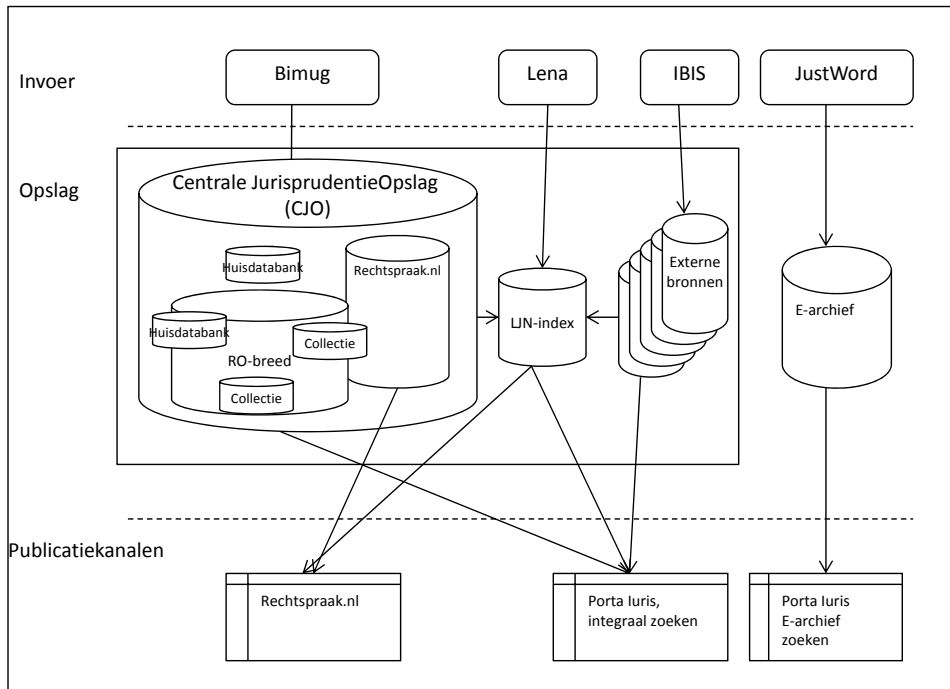 Invoer
Bimug
Lena
IBIS
JustWord
Opslag
Centrale JurisprudentieOpslag
(CJO)
Huisdatabank
Rechtspraak.nl
Huisdatabank
Collectie
RO-breed
Collectie
LJN-index
Externe
bronnen
E-archief
Publicatiekanalen
Rechtspraak.nl
Porta Iuris,
integraal zoeken
Porta Iuris
E-archief
zoeken